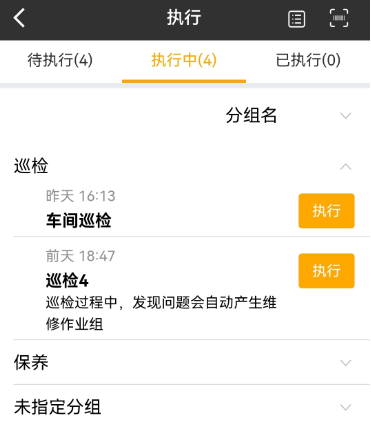 执行
待执行(4) 执行中(4) 已执行(0)
分组名
巡检
昨天 16:13
车间巡检
执行
前天 18:47
巡检4
执行
巡检过程中，发现问题会自动产生维
修作业组
保养
未指定分组